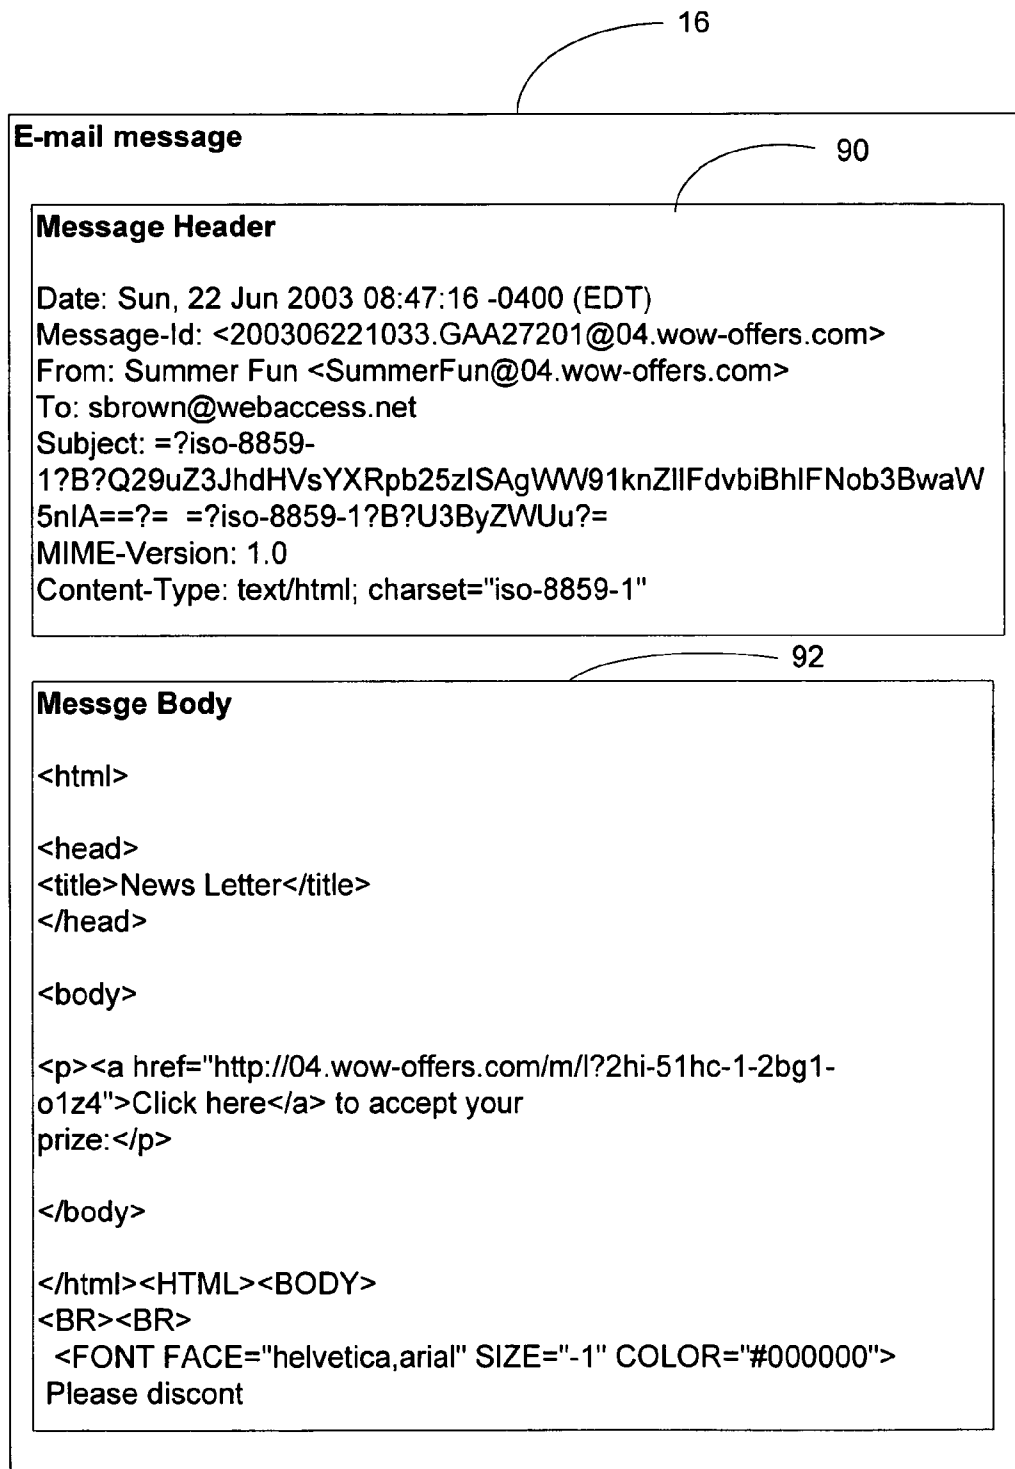 16
E-mail message
90
Message Header
Date: Sun, 22 Jun 2003 08:47:16 -0400 (EDT)
Message-Id: <200306221033.GAA27201@04.wow-offers.com>
From: Summer Fun <SummerFun@04.wow-offers.com>
To: sbrown@webaccess.net
Subject: =?iso-8859-
1?B?Q29uZ3JhdHVsYXRpb25zISAgWW91knZlIFdvbiBhIFNob3BwaW
5nIA==?=  =?iso-8859-1?B?U3ByZWUu?=
MIME-Version: 1.0
Content-Type: text/html; charset="iso-8859-1"
92
Messge Body
<html>
<head>
<title>News Letter</title>
</head>
<body>
<p><a href="http://04.wow-offers.com/m/l?2hi-51hc-1-2bg1-
o1z4">Click here</a> to accept your
prize:</p>
</body>
</html><HTML><BODY>
<BR><BR>
<FONT FACE="helvetica,arial" SIZE="-1" COLOR="#000000">
Please discont